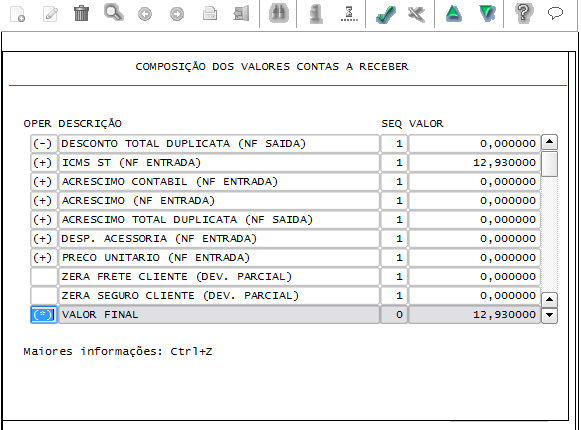 COMPOSIÇÃO DOS VALORES CONTAS A RECEBER
OPER DESCRIÇÃO SEQ VALOR
(-) DESCONTO TOTAL DUPLICATA (NF SAIDA) 1 0,000000
(+) ICMS ST (NF ENTRADA) 1 12,930000
(+) ACRESCIMO CONTABIL (NF ENTRADA) 1 0,000000
(+) ACRESCIMO (NF ENTRADA) 1 0,000000
(+) ACRESCIMO TOTAL DUPLICATA (NF SAIDA) 1 0,000000
(+) DESP. ACESSORIA (NF ENTRADA) 1 0,000000
(+) PRECO UNITARIO (NF ENTRADA) 1 0,000000
ZERA FRETE CLIENTE (DEV. PARCIAL) 1 0,000000
ZERA SEGURO CLIENTE (DEV. PARCIAL) 1 0,000000
(*) VALOR FINAL 0 12,930000
Maiores informações: Ctrl+Z